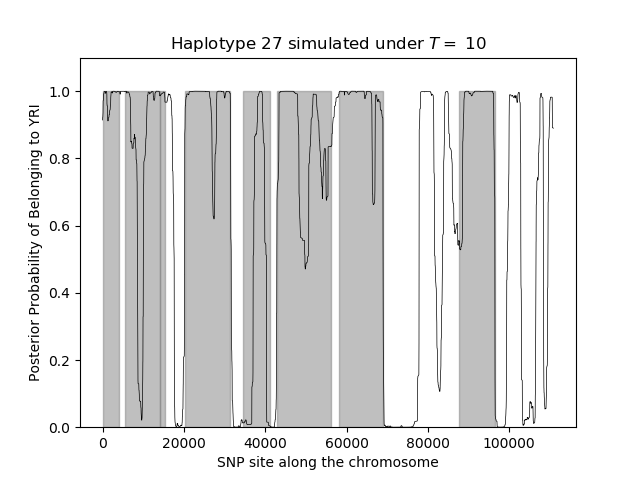 Haplotype 27 simulated under T = 10
Posterior Probability of Belonging to YRI
1.0
0.8
0.6
0.4
0.2
0.0
0 20000 40000 60000 80000 100000
SNP site along the chromosome